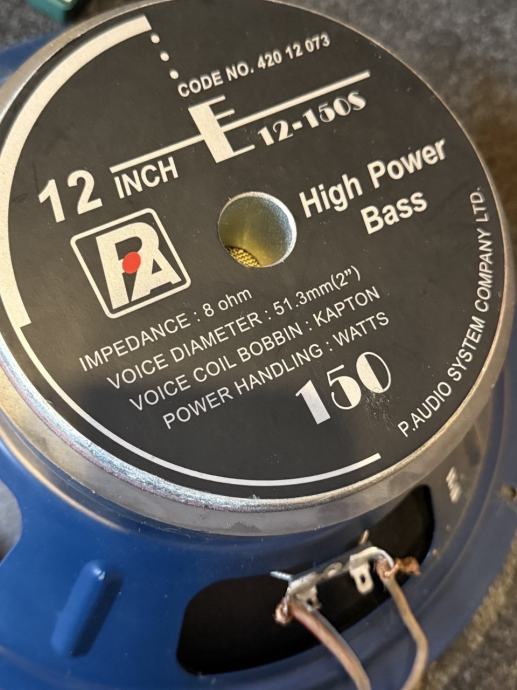 CODE NO. 420 12 073
E 12-150S
12 INCH
High Power
Bass
PA
IMPEDANCE : 8 ohm
VOICE DIAMETER : 51.3mm(2")
VOICE COIL BOBBIN : KAPTON
POWER HANDLING : WATTS
150
P.AUDIO SYSTEM COMPANY LTD.